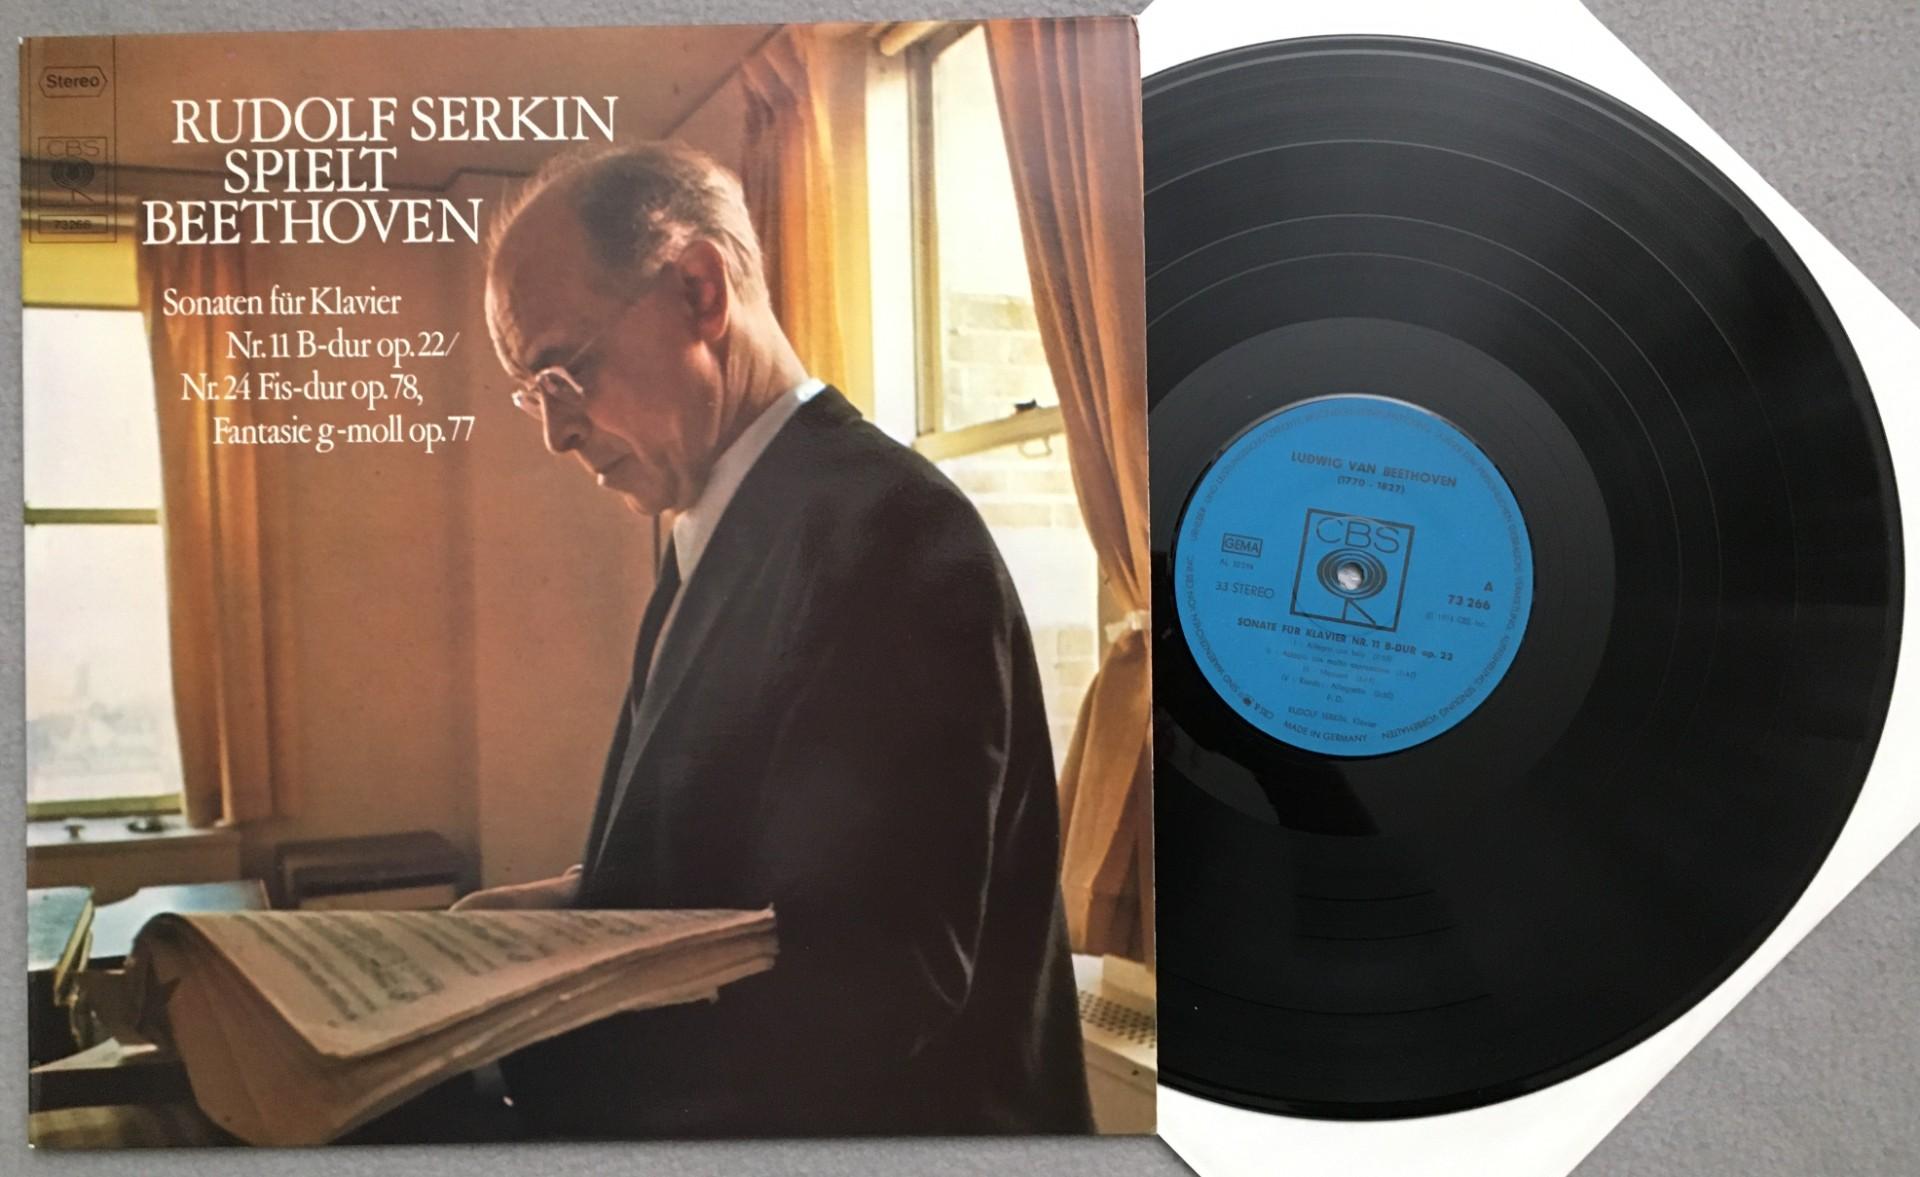 Stereo
CBS
73266
RUDOLF SERKIN
SPIELT
BEETHOVEN
Sonaten für Klavier
Nr. 11 B-dur op. 22/
Nr. 24 Fis-dur op. 78,
Fantasie g-moll op. 77
LUDWIG VAN BEETHOVEN
(1770 - 1827)
CBS
GEMA
33 STEREO
A
73 266
SONATE FÜR KLAVIER NR. 11 B-DUR op. 22
RUDOLF SERKIN, Klavier
MADE IN GERMANY